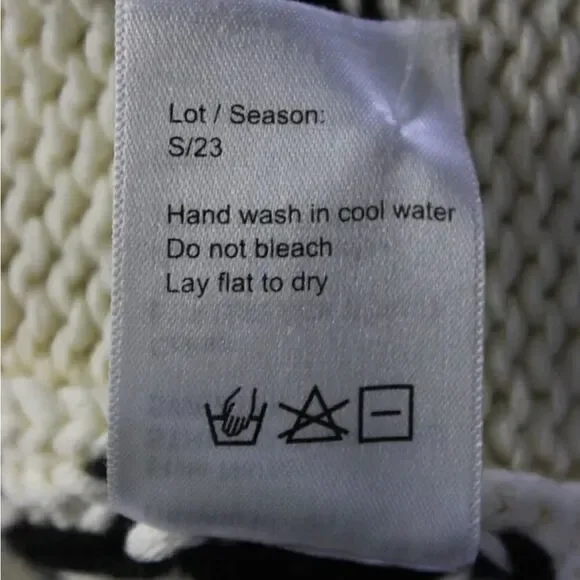 Lot / Season:
S/23
Hand wash in cool water
Do not bleach
Lay flat to dry